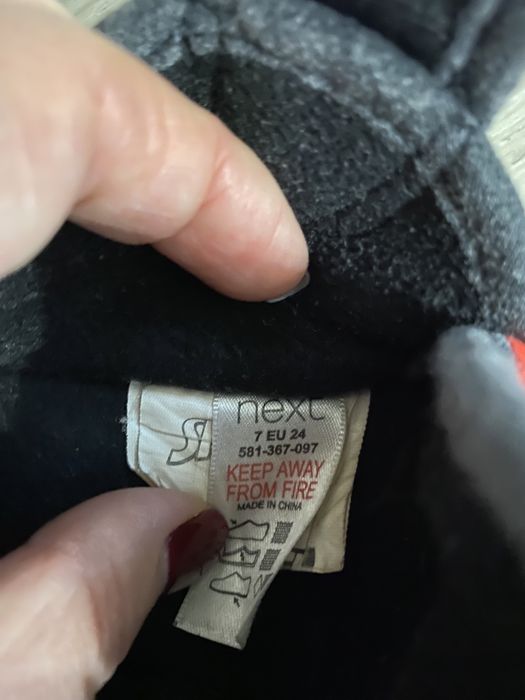 next
7 EU 24
581-367-097
KEEP AWAY
FROM FIRE
MADE IN CHINA